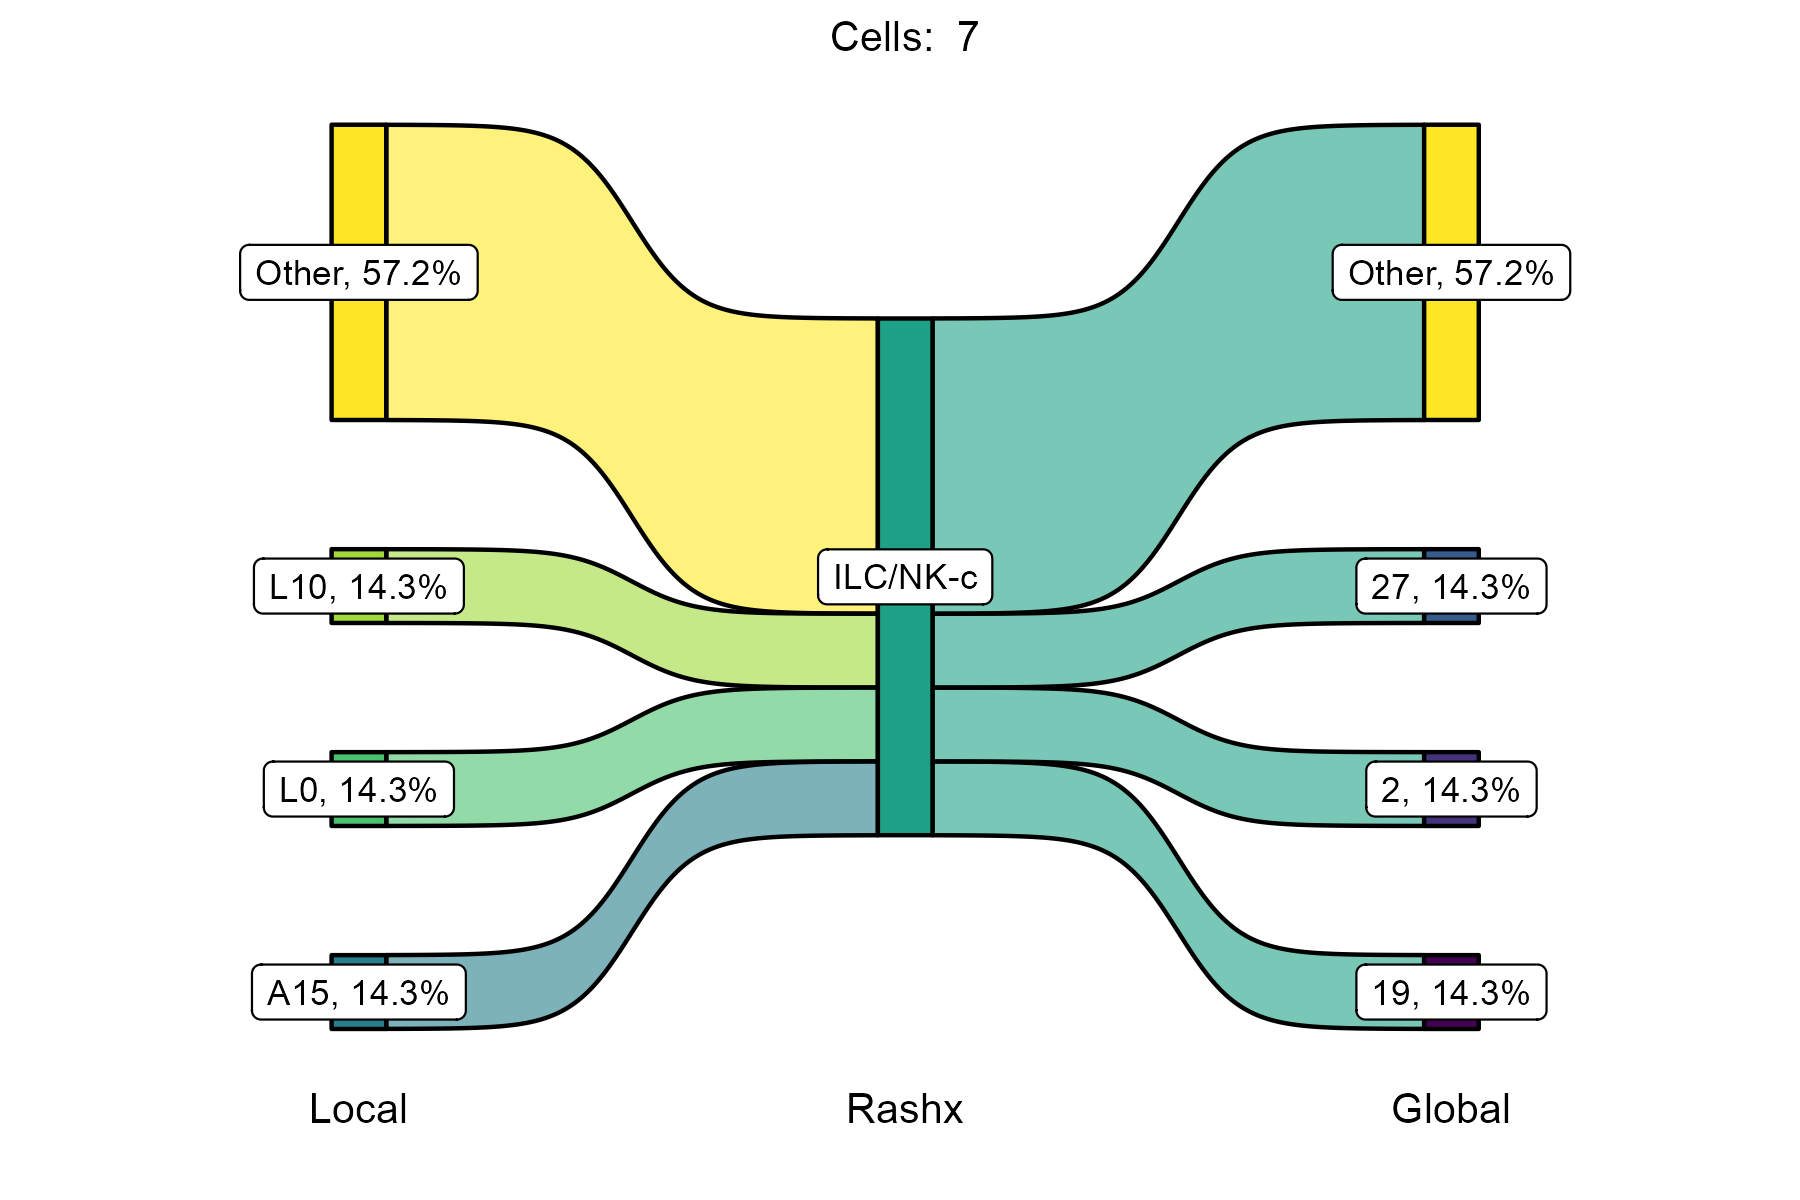 Cells:  7
Other, 57.2%
Other, 57.2%
ILC/NK-c
L10, 14.3%
27, 14.3%
L0, 14.3%
2, 14.3%
A15, 14.3%
19, 14.3%
Local
Rashx
Global